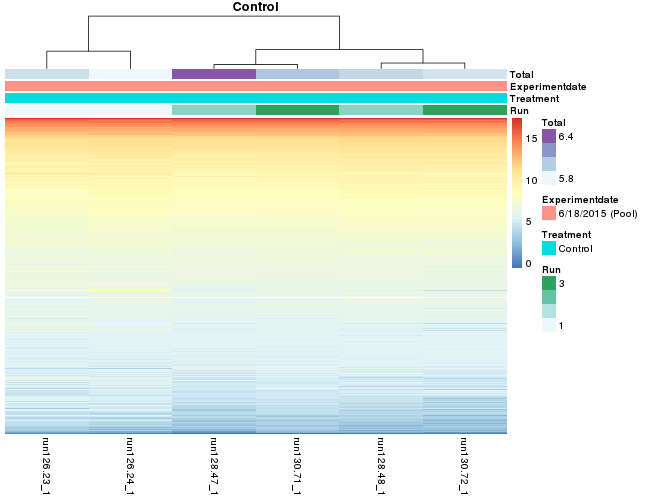 Control
Total
Experimentdate
Treatment
Run
Total
6.4
5.8
Experimentdate
6/18/2015 (Pool)
Treatment
Control
Run
3
1
15
10
5
0
run126.23_1
run126.24_1
run128.47_1
run130.71_1
run128.48_1
run130.72_1